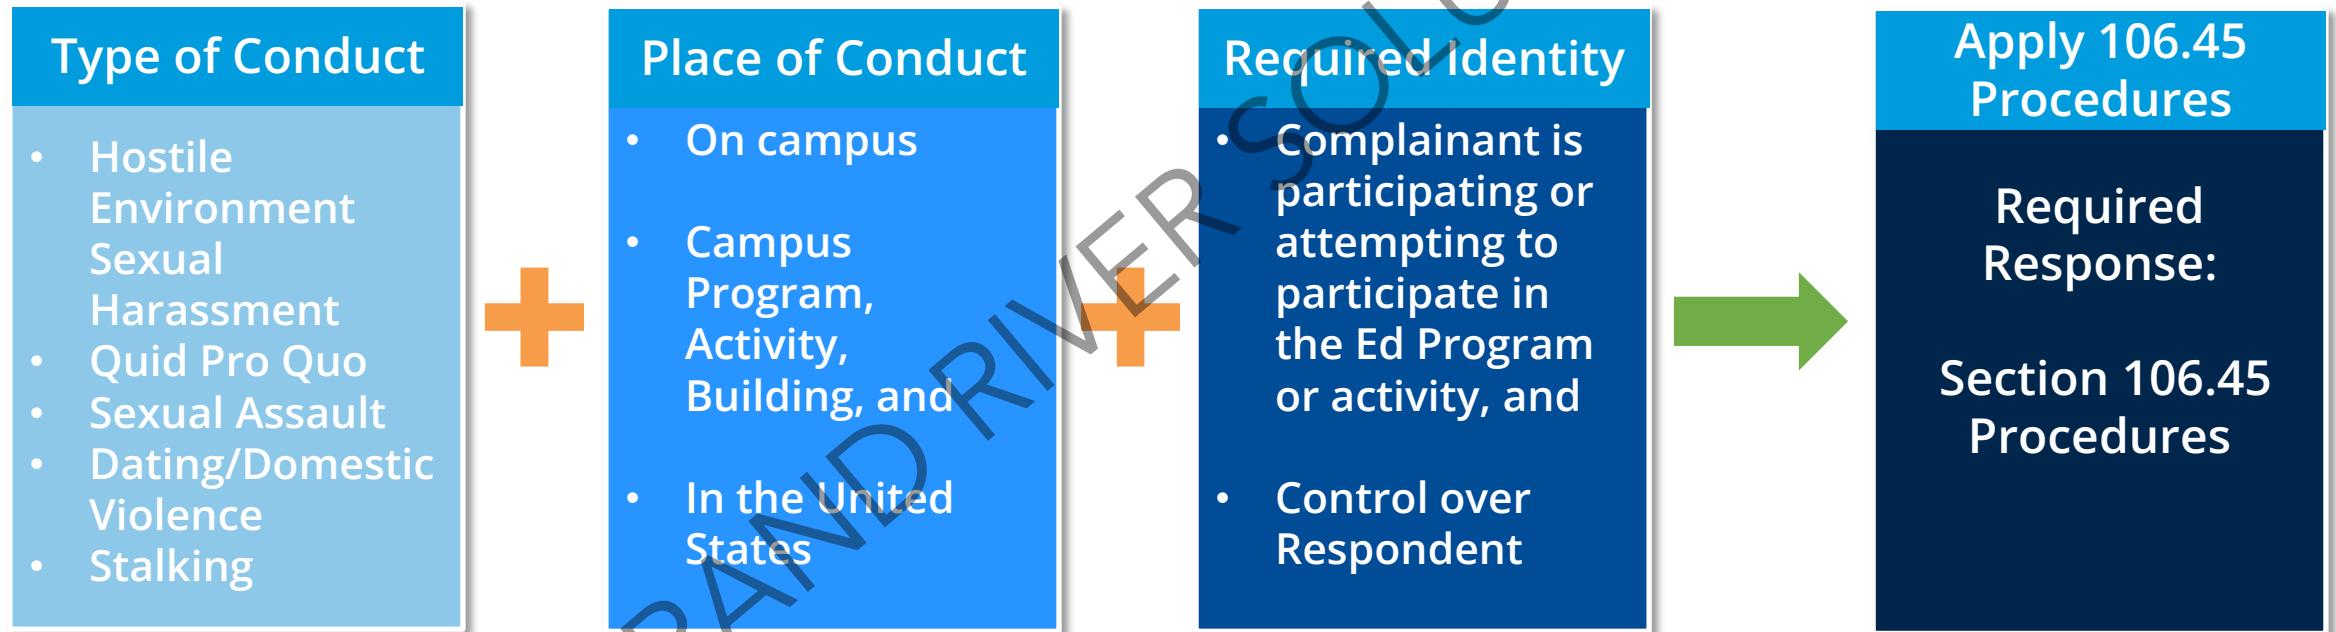 Type of Conduct
• Hostile
Environment
Sexual
Harassment
• Quid Pro Quo
• Sexual Assault
• Dating/Domestic
Violence
• Stalking
Place of Conduct
• On campus
• Campus
Program,
Activity,
Building, and
• In the United
States
Required Identity
• Complainant is
participating or
attempting to
participate in
the Ed Program
or activity, and
• Control over
Respondent
Apply 106.45
Procedures
Required
Response:
Section 106.45
Procedures
RAND RIVER SOLU